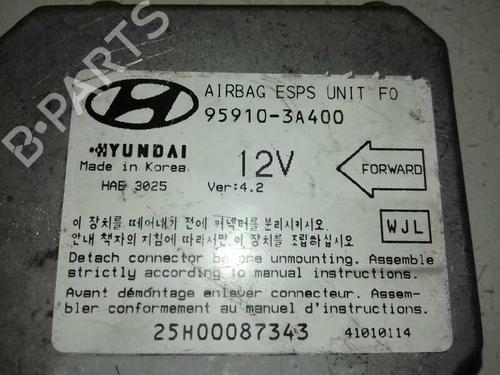 AIRBAG ESPS UNIT FO
95910-3A400
HYUNDAI
Made in Korea
HAE 3025
12V
Ver:4.2
FORWARD
이 장치를 떼어내기 전에 커넥터를 분리시키시오.
안내 책자의 지침에 따라서만 이 장치를 조립하십시오
WJL
Detach connector before unmounting. Assemble
strictly according to manual instructions.
Avant démontage enlever connecteur. Assem-
bler conformement au manuel d'instructions.
25H00087343
41010114
B-PARTS